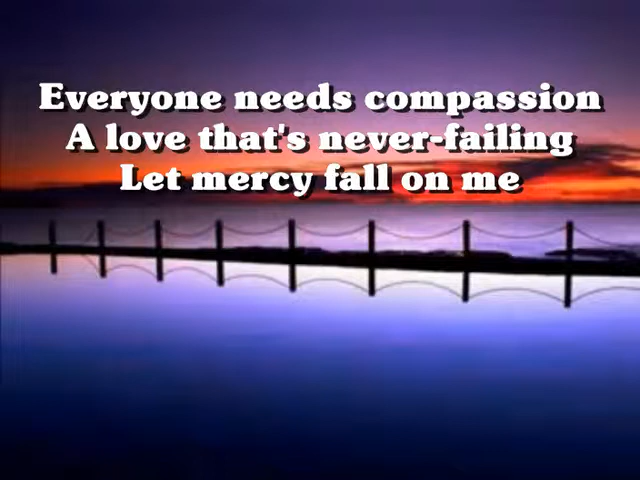 Everyone needs compassion
A love that's never-failing
Let mercy fall on me